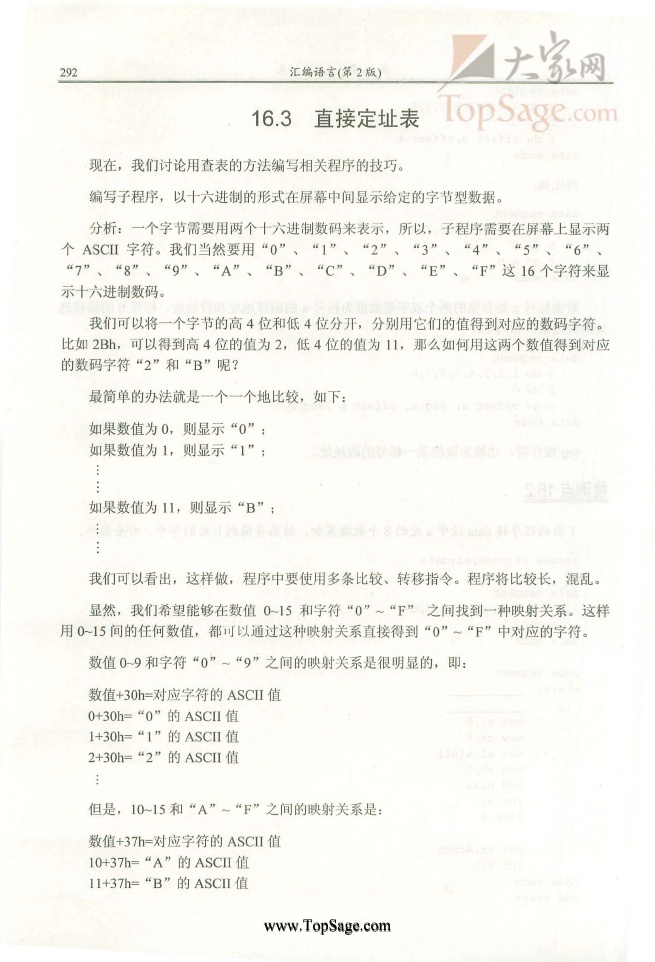 292
汇编语言(第 2 版)
大家网
TopSage.com
16.3 直接定址表
现在，我们讨论用查表的方法编写相关程序的技巧。
编写子程序，以十六进制的形式在屏幕中间显示给定的字节型数据。
分析：一个字节需要用两个十六进制数码来表示，所以，子程序需要在屏幕上显示两
个 ASCII 字符。我们当然要用“0”、“1”、“2”、“3”、“4”、“5”、“6”、
“7”、“8”、“9”、“A”、“B”、“C”、“D”、“E”、“F”这 16 个字符来显
示十六进制数码。
我们可以将一个字节的高 4 位和低 4 位分开，分别用它们的值得到对应的数码字符。
比如 2Bh，可以得到高 4 位的值为 2，低 4 位的值为 11，那么如何用这两个数值得到对应
的数码字符“2”和“B”呢？
最简单的办法就是一个一个地比较，如下：
如果数值为 0，则显示“0”；
如果数值为 1，则显示“1”；
⋮
如果数值为 11，则显示“B”；
⋮
我们可以看出，这样做，程序中要使用多条比较、转移指令。程序将比较长，混乱。
显然，我们希望能够在数值 0~15 和字符“0”~“F”之间找到一种映射关系。这样
用 0~15 间的任何数值，都可以通过这种映射关系直接得到“0”~“F”中对应的字符。
数值 0~9 和字符“0”~“9”之间的映射关系是很明显的，即：
数值+30h=对应字符的 ASCII 值
0+30h=“0”的 ASCII 值
1+30h=“1”的 ASCII 值
2+30h=“2”的 ASCII 值
⋮
但是，10~15 和“A”~“F”之间的映射关系是：
数值+37h=对应字符的 ASCII 值
10+37h=“A”的 ASCII 值
11+37h=“B”的 ASCII 值
www.TopSage.com